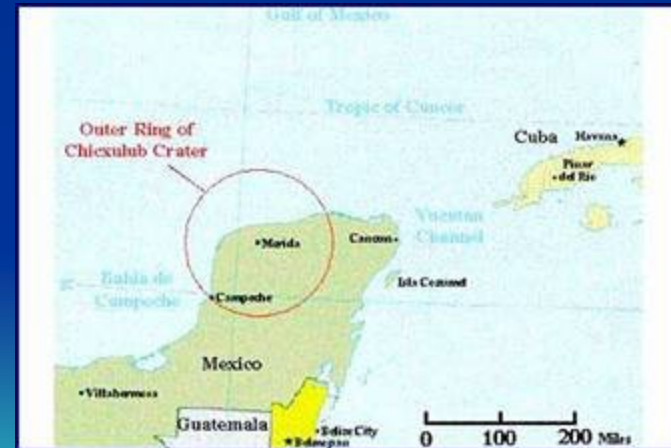 Gulf of Mexico
Tropic of Cancer
Outer Ring of
Chicxulub Crater
Cuba
Havana
Pinar
del Rio
Merida
Cancun
Yucatan
Channel
Bahia de
Campeche
Campeche
Isla Cozumel
Mexico
Villahermosa
Guatemala
Belize City
Belmopan
0 100 200 Miles